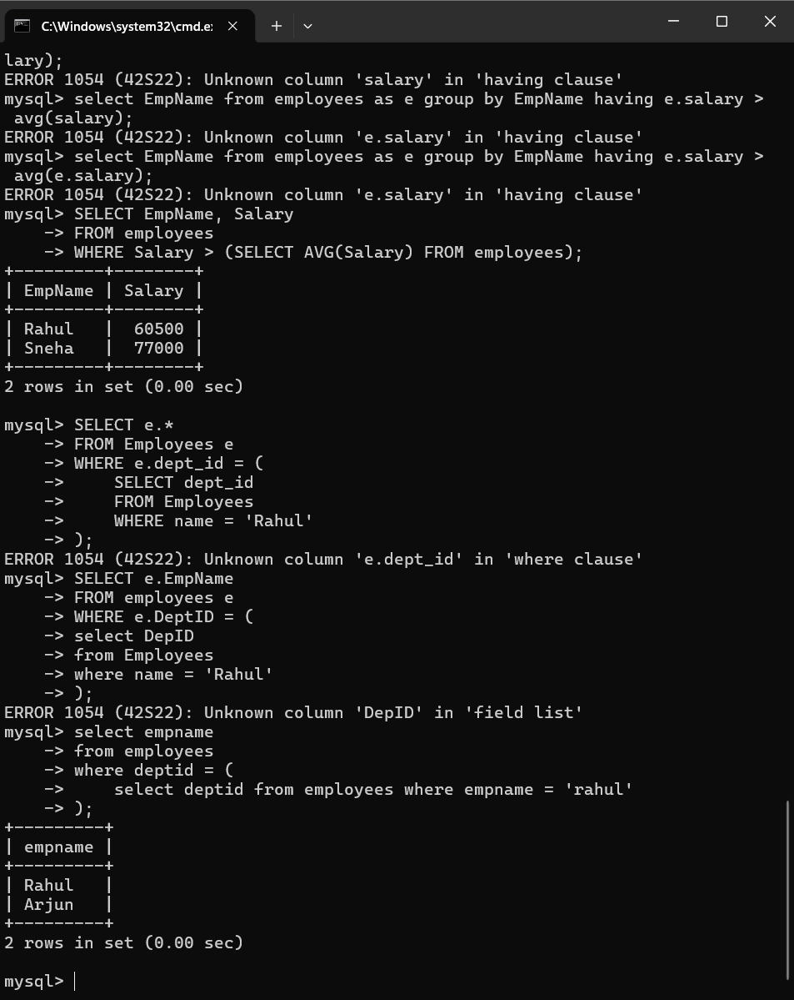 C:\Windows\system32\cmd.e
lary);
ERROR 1054 (42S22): Unknown column 'salary' in 'having clause'
mysql> select EmpName from employees as e group by EmpName having e.salary >
 avg(salary);
ERROR 1054 (42S22): Unknown column 'e.salary' in 'having clause'
mysql> select EmpName from employees as e group by EmpName having e.salary >
 avg(e.salary);
ERROR 1054 (42S22): Unknown column 'e.salary' in 'having clause'
mysql> SELECT EmpName, Salary
    -> FROM employees
    -> WHERE Salary > (SELECT AVG(Salary) FROM employees);
+---------+--------+
| EmpName | Salary |
+---------+--------+
| Rahul   |  60500 |
| Sneha   |  77000 |
+---------+--------+
2 rows in set (0.00 sec)

mysql> SELECT e.*
    -> FROM Employees e
    -> WHERE e.dept_id = (
    ->     SELECT dept_id
    ->     FROM Employees
    ->     WHERE name = 'Rahul'
    -> );
ERROR 1054 (42S22): Unknown column 'e.dept_id' in 'where clause'
mysql> SELECT e.EmpName
    -> FROM employees e
    -> WHERE e.DeptID = (
    -> select DepID
    -> from Employees
    -> where name = 'Rahul'
    -> );
ERROR 1054 (42S22): Unknown column 'DepID' in 'field list'
mysql> select empname
    -> from employees
    -> where deptid = (
    ->     select deptid from employees where empname = 'rahul'
    -> );
+---------+
| empname |
+---------+
| Rahul   |
| Arjun   |
+---------+
2 rows in set (0.00 sec)

mysql>